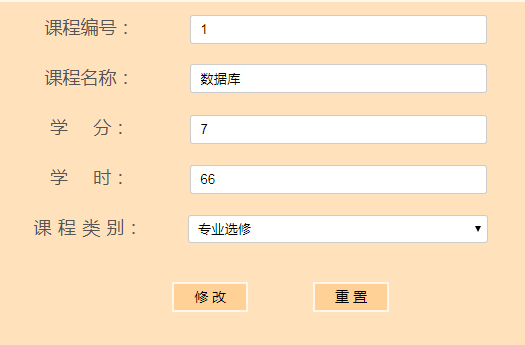 课程编号： 1
课程名称： 数据库
学 分： 7
学 时： 66
课 程 类 别： 专业选修
修 改 重 置